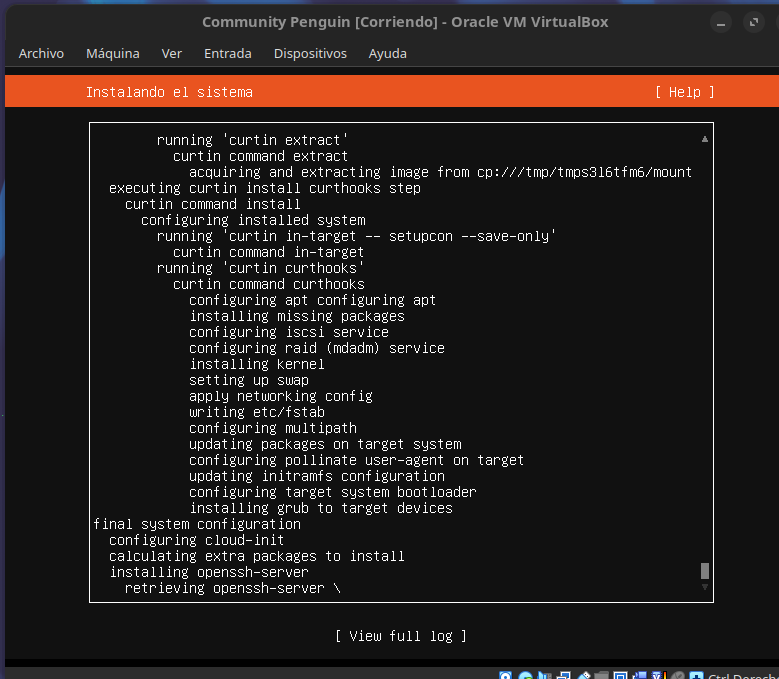 Community Penguin [Corriendo] - Oracle VM VirtualBox
Archivo Máquina Ver Entrada Dispositivos Ayuda
Instalando el sistema [ Help ]
running 'curtin extract'
curtin command extract
acquiring and extracting image from cp:///tmp/tmps3l6tfm6/mount
executing curtin install curthooks step
curtin command install
configuring installed system
running 'curtin in-target -- setupcon --save-only'
curtin command in-target
running 'curtin curthooks'
curtin command curthooks
configuring apt configuring apt
installing missing packages
configuring iscsi service
configuring raid (mdadm) service
installing kernel
setting up swap
apply networking config
writing etc/fstab
configuring multipath
updating packages on target system
configuring pollinate user-agent on target
updating initramfs configuration
configuring target system bootloader
installing grub to target devices
final system configuration
configuring cloud-init
calculating extra packages to install
installing openssh-server
retrieving openssh-server \
[ View full log ]
Ctrl